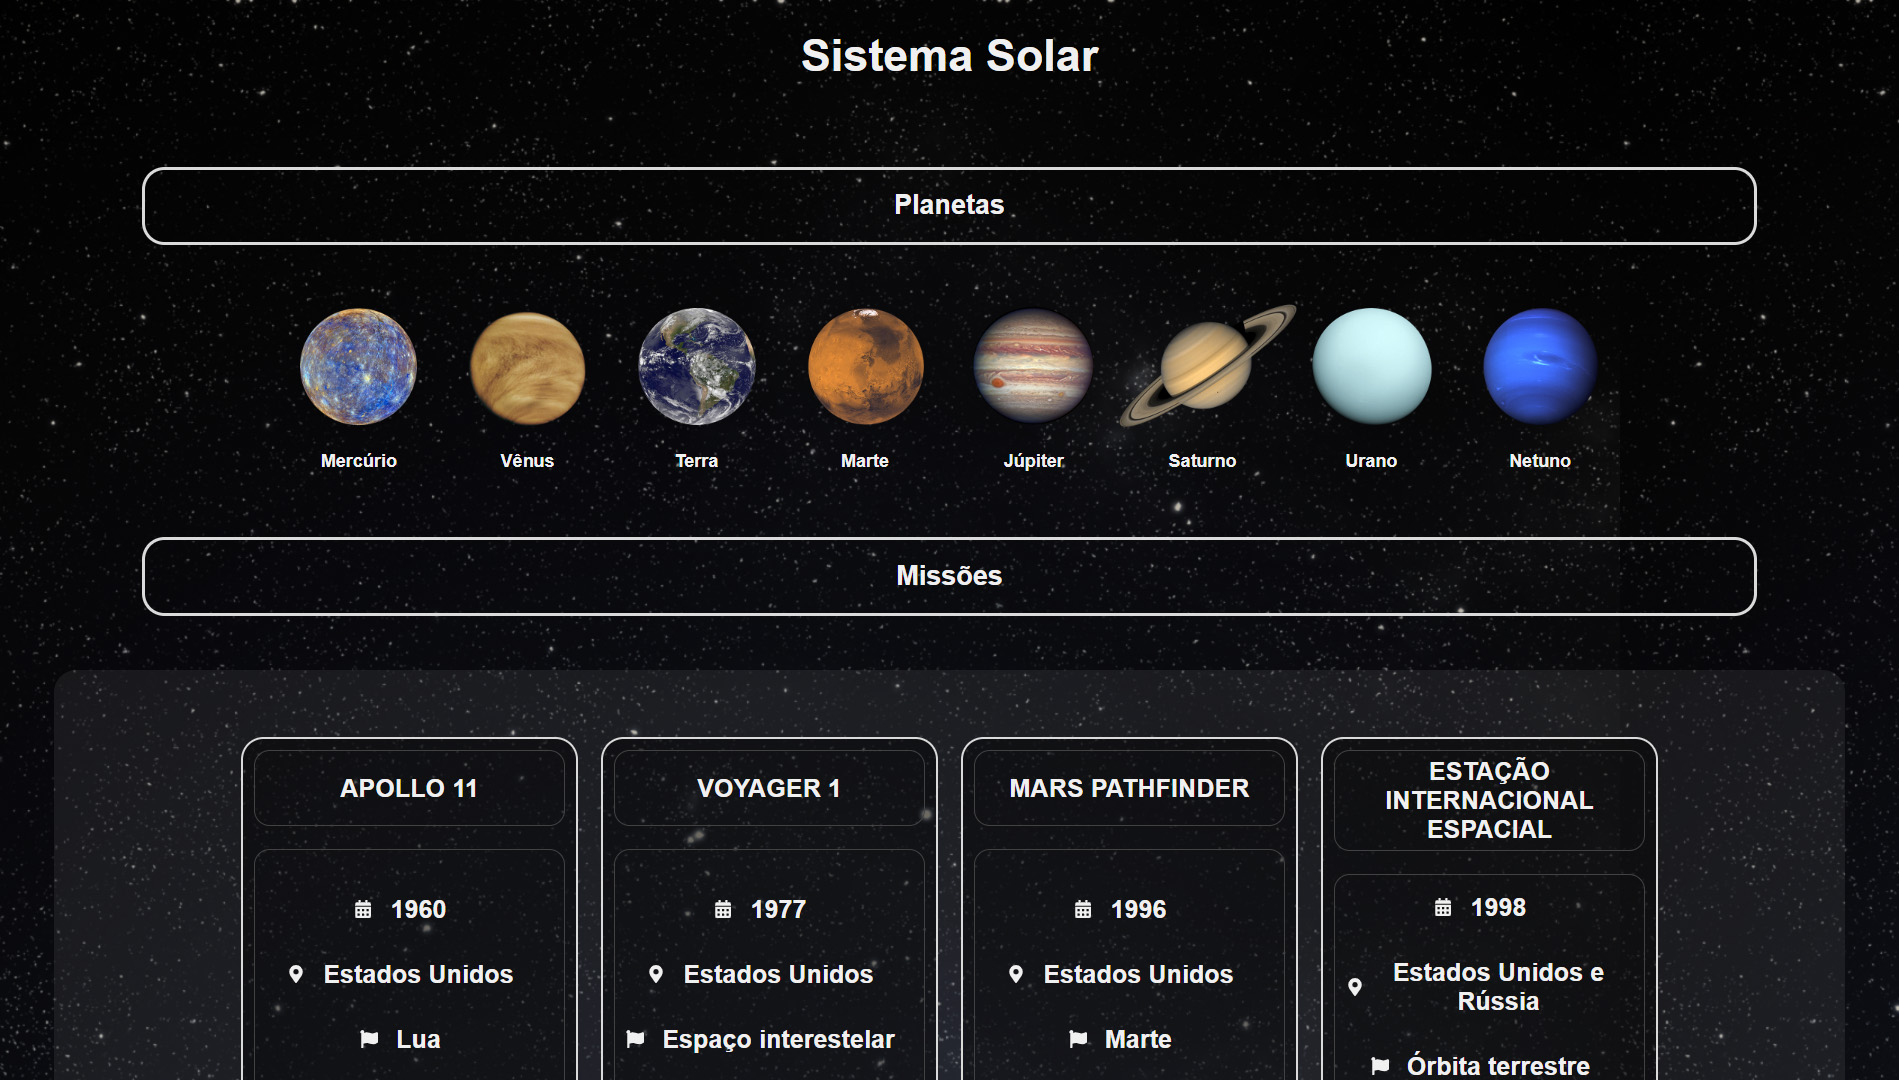 Sistema Solar
Planetas
Mercúrio
Vênus
Terra
Marte
Júpiter
Saturno
Urano
Netuno
Missões
APOLLO 11
1960
Estados Unidos
Lua
VOYAGER 1
1977
Estados Unidos
Espaço interestelar
MARS PATHFINDER
1996
Estados Unidos
Marte
ESTAÇÃO
INTERNACIONAL
ESPACIAL
1998
Estados Unidos e
Rússia
Órbita terrestre